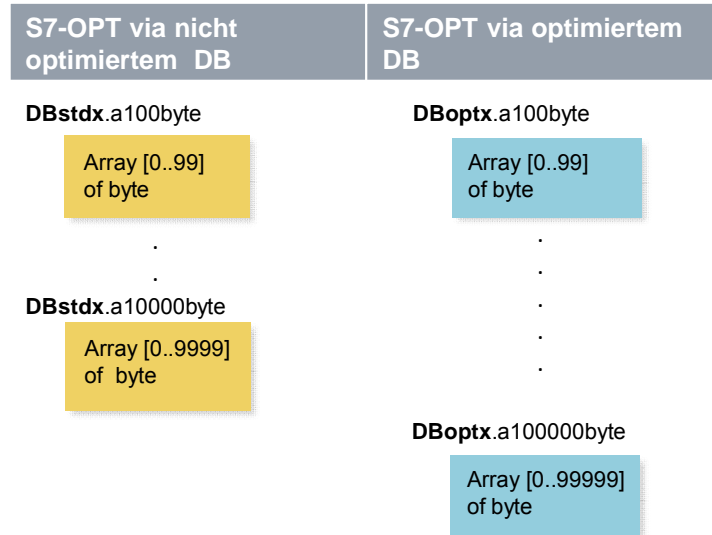 S7-OPT via nicht
optimiertem DB
S7-OPT via optimiertem
DB
DBstdx.a100byte
Array [0..99]
of byte
.
.
DBstdx.a10000byte
Array [0..9999]
of byte
DBoptx.a100byte
Array [0..99]
of byte
.
.
.
.
.
DBoptx.a100000byte
Array [0..99999]
of byte